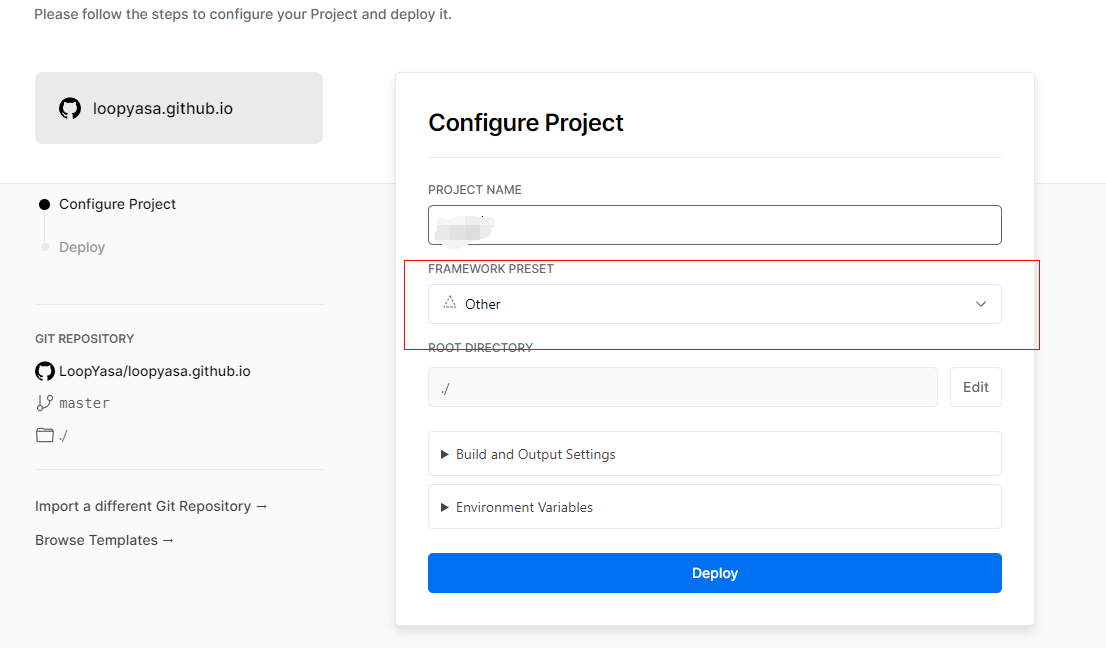 Please follow the steps to configure your Project and deploy it.
loopyasa.github.io
Configure Project
Deploy
GIT REPOSITORY
LoopYasa/loopyasa.github.io
master
./
Import a different Git Repository →
Browse Templates →
Configure Project
PROJECT NAME
FRAMEWORK PRESET
Other
ROOT DIRECTORY
./
Edit
Build and Output Settings
Environment Variables
Deploy